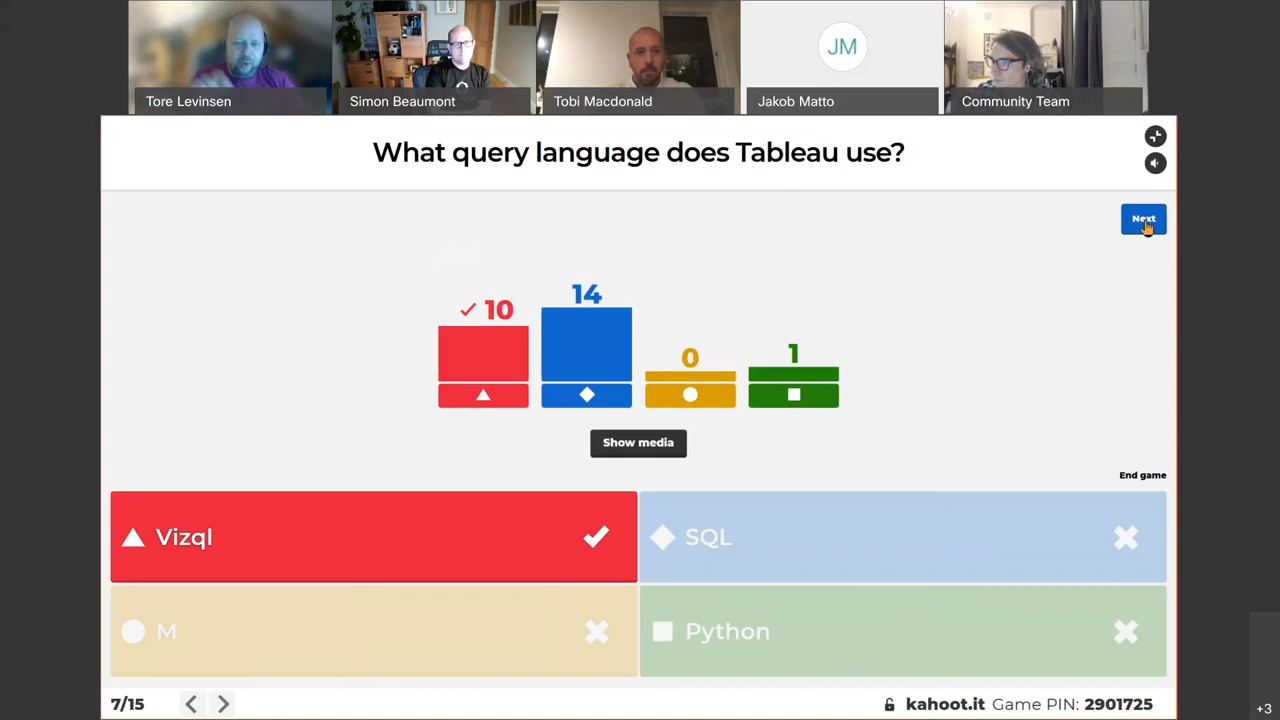 JM
Tore Levinsen
Simon Beaumont
Tobi Macdonald
Jakob Matto
Community Team
What query language does Tableau use?
Next
10
14
0
1
Show media
End game
Vizql
SQL
M
Python
7/15
kahoot.it Game PIN: 2901725
+3